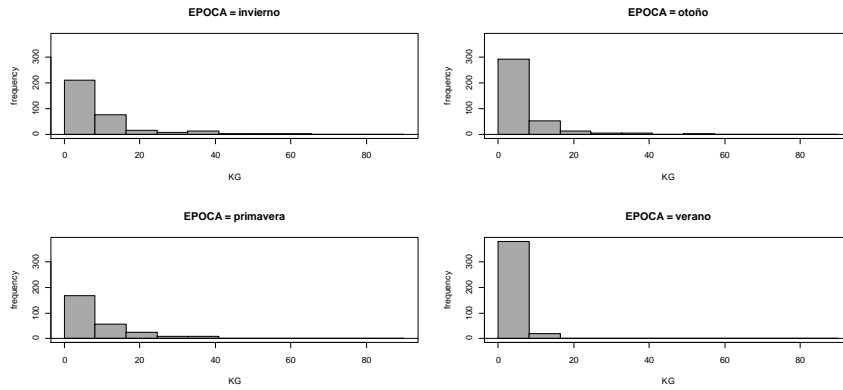 EPOCA = invierno
frequency
0 100 200 300
0 20 40 60 80
KG
EPOCA = otoño
frequency
0 100 200 300
0 20 40 60 80
KG
EPOCA = primavera
frequency
0 100 200 300
0 20 40 60 80
KG
EPOCA = verano
frequency
0 100 200 300
0 20 40 60 80
KG